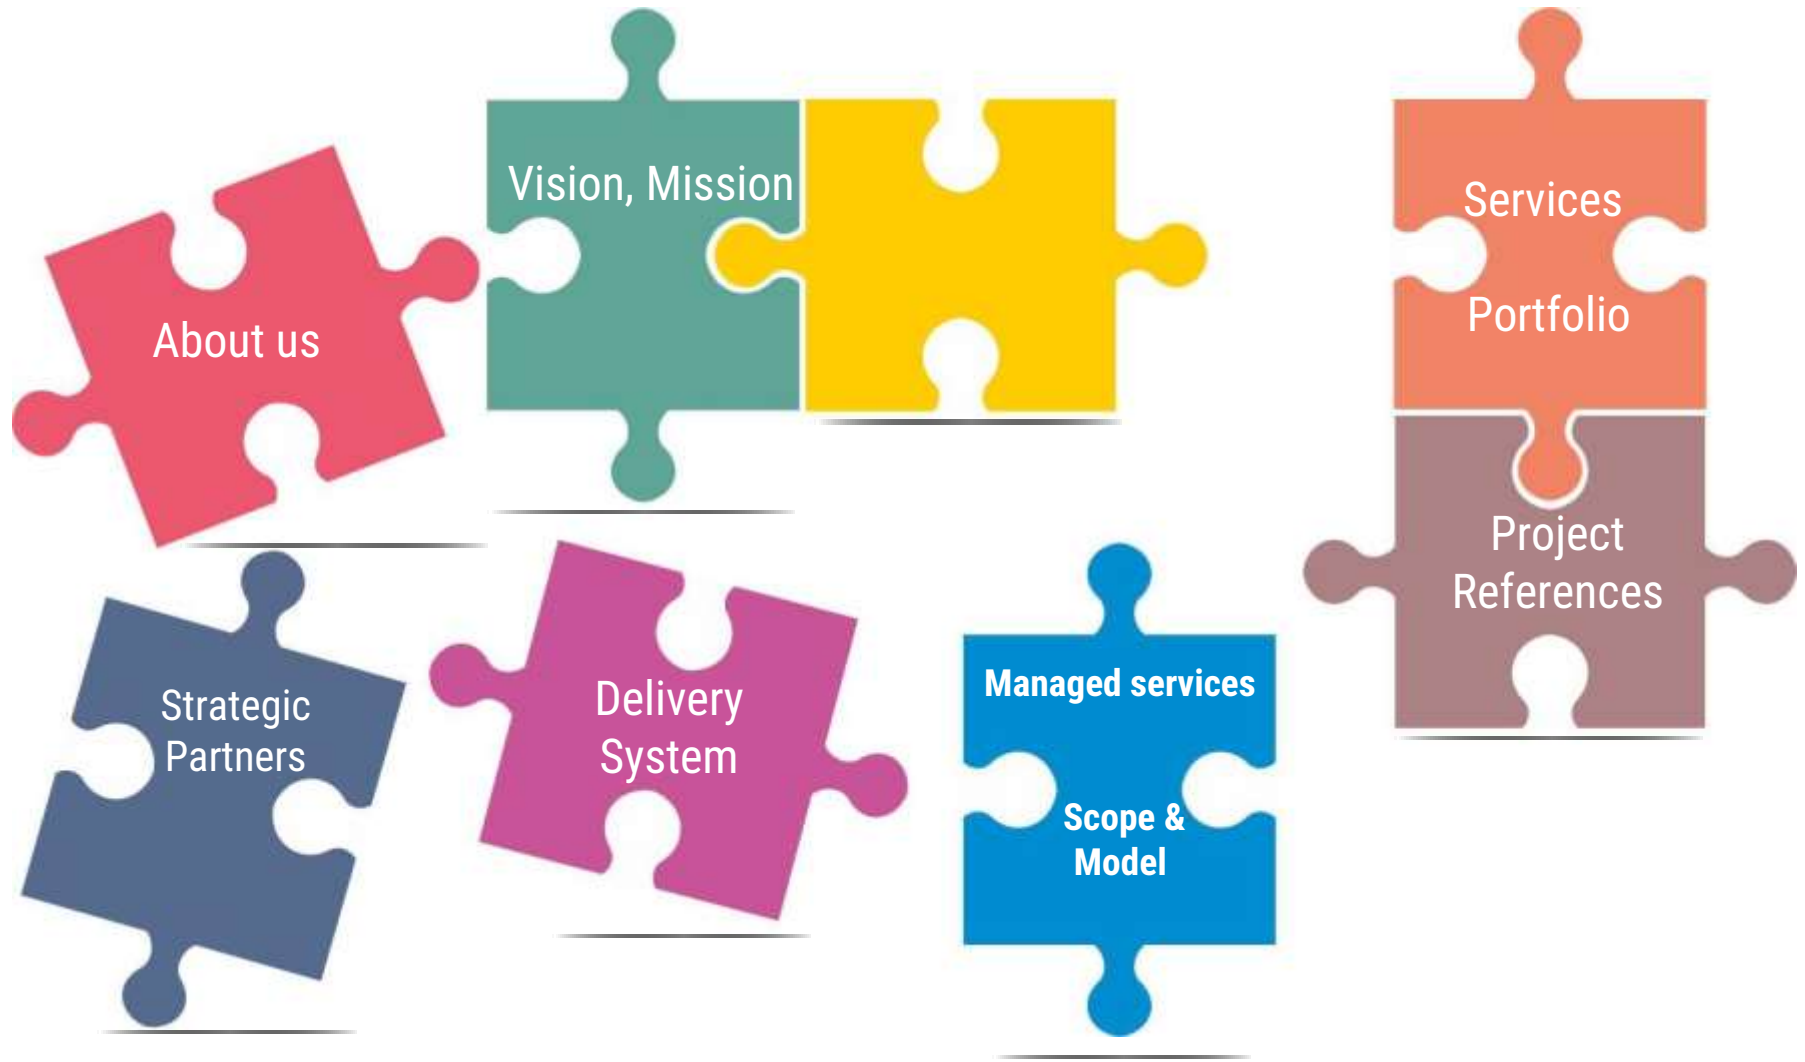 About us
Vision, Mission
Services
Portfolio
Project
References
Strategic
Partners
Delivery
System
Managed services
Scope &
Model